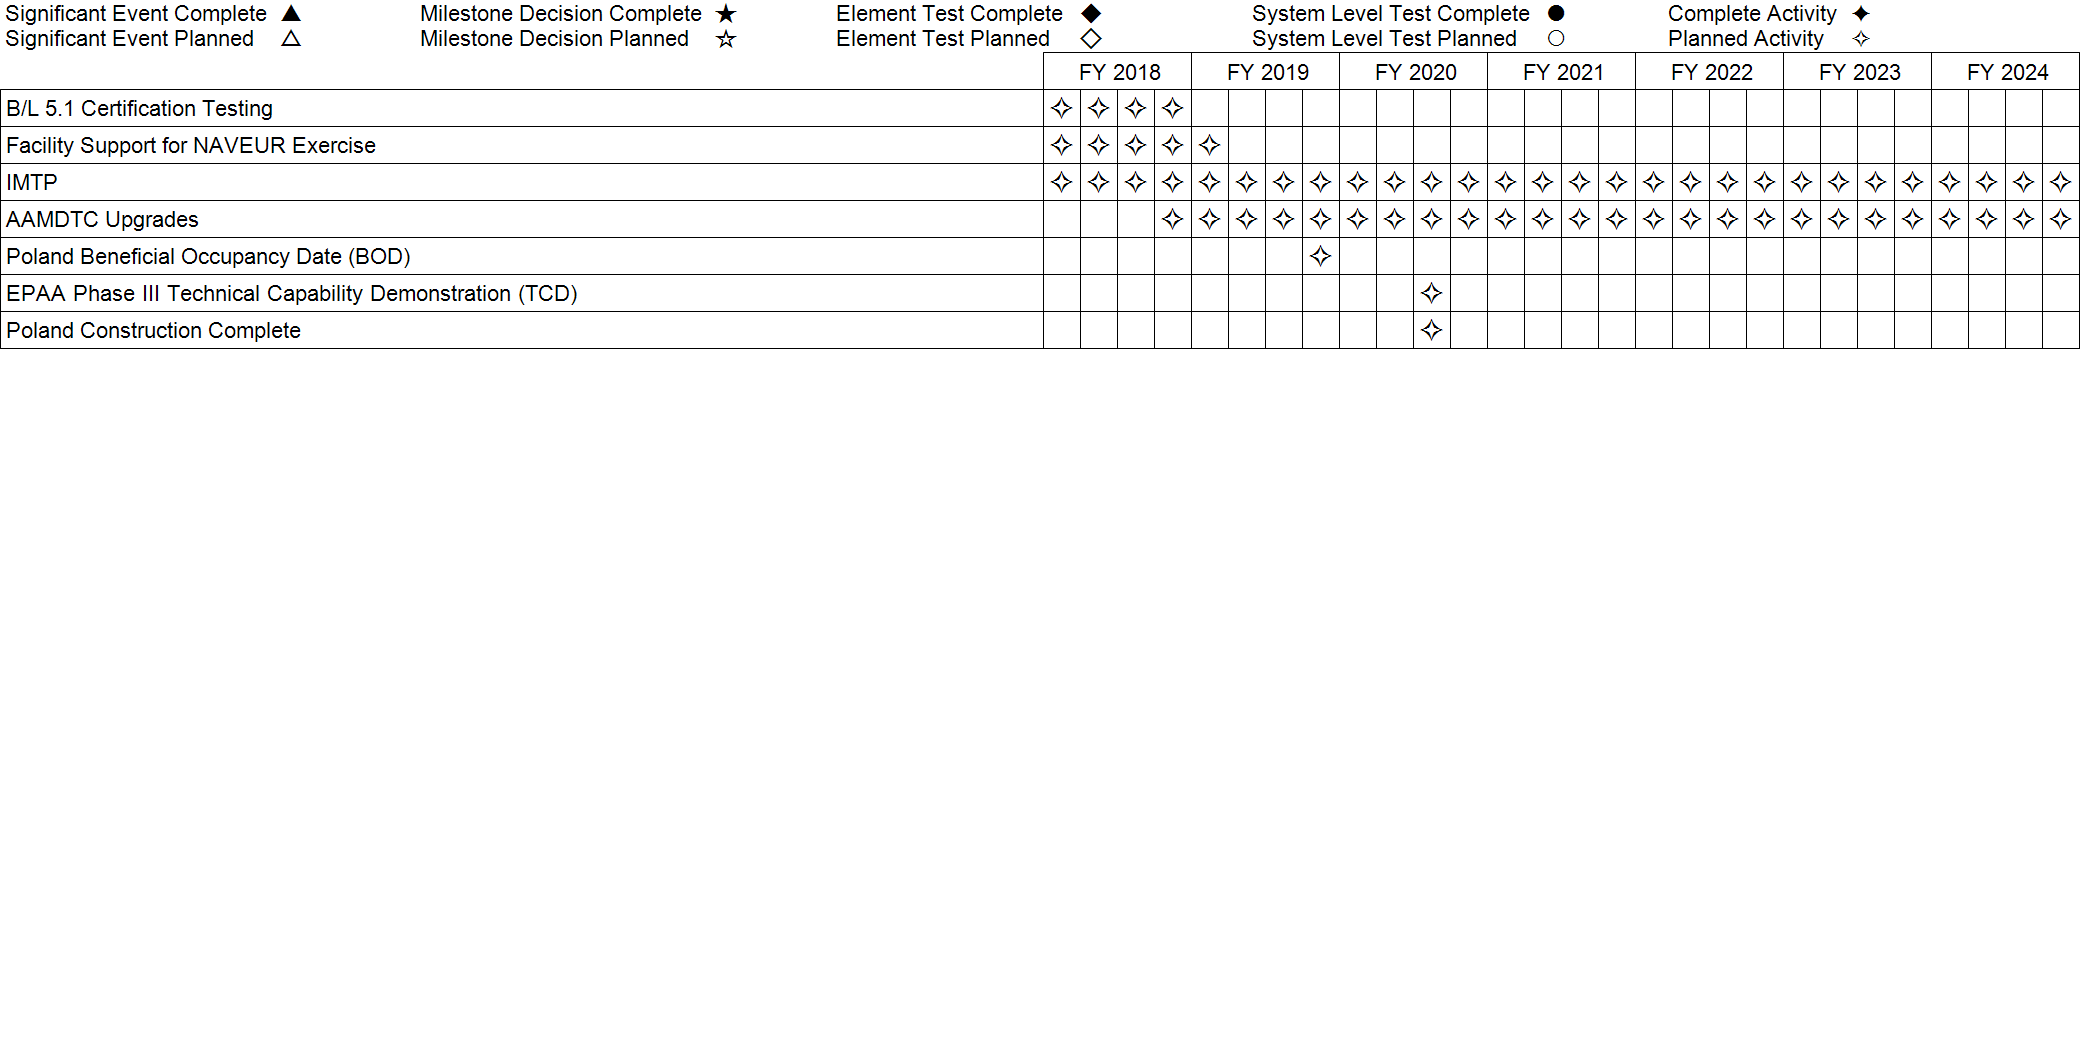 Significant Event Complete ▲ Milestone Decision Complete ★ Element Test Complete ◆ System Level Test Complete ● Complete Activity ✦
Significant Event Planned △ Milestone Decision Planned ☆ Element Test Planned ◇ System Level Test Planned ○ Planned Activity ✧
FY 2018 FY 2019 FY 2020 FY 2021 FY 2022 FY 2023 FY 2024
B/L 5.1 Certification Testing ✧ ✧ ✧ ✧
Facility Support for NAVEUR Exercise ✧ ✧ ✧ ✧ ✧
IMTP ✧ ✧ ✧ ✧ ✧ ✧ ✧ ✧ ✧ ✧ ✧ ✧ ✧ ✧ ✧ ✧ ✧ ✧ ✧ ✧ ✧ ✧ ✧ ✧ ✧ ✧ ✧ ✧
AAMDTC Upgrades ✧ ✧ ✧ ✧ ✧ ✧ ✧ ✧ ✧ ✧ ✧ ✧ ✧ ✧ ✧ ✧ ✧ ✧ ✧ ✧ ✧ ✧ ✧ ✧ ✧
Poland Beneficial Occupancy Date (BOD) ✧
EPAA Phase III Technical Capability Demonstration (TCD) ✧
Poland Construction Complete ✧